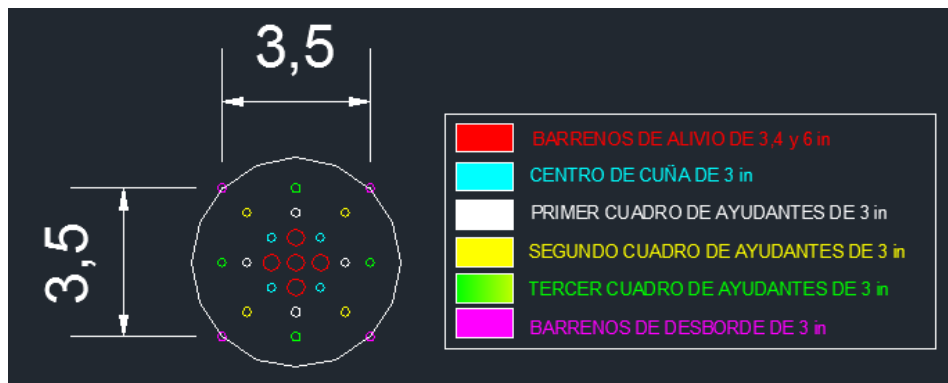 3,5
3,5
BARRENOS DE ALIVIO DE 3,4 y 6 in
CENTRO DE CUÑA DE 3 in
PRIMER CUADRO DE AYUDANTES DE 3 in
SEGUNDO CUADRO DE AYUDANTES DE 3 in
TERCER CUADRO DE AYUDANTES DE 3 in
BARRENOS DE DESBORDE DE 3 in